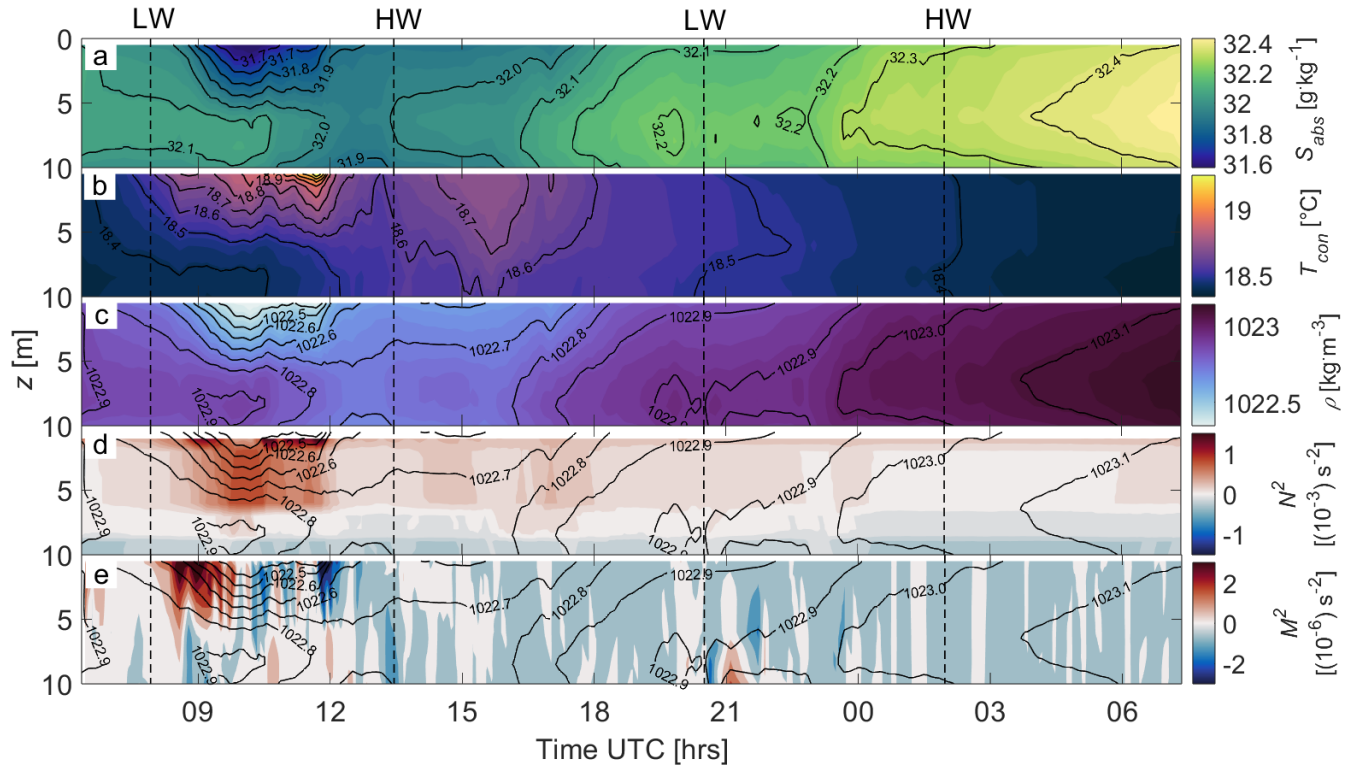 LW HW LW HW
0
a
31.7 31.7 31.8 31.9 32.0 32.1 32.1 32.2 32.3 32.4
32.1 32.0 31.9 32.2 32.2
5
10
32.4
32.2
32
31.8
31.6
S_abs [g·kg⁻¹]
b
18.4 18.5 18.6 18.7 18.8 18.9 18.6 18.7 18.6 18.5 18.4
5
10
19
18.5
T_con [°C]
c
1022.9 1022.5 1022.6 1022.7 1022.8 1022.9 1023.0 1023.1
1022.9 1022.8 1022.9 1022.9
5
10
z [m]
1023
1022.5
ρ [kg·m⁻³]
d
1022.9 1022.5 1022.6 1022.7 1022.8 1022.9 1023.0 1023.1
1022.9 1022.8 1022.9 1022.9
5
10
1
0
-1
N² [(10⁻³) s⁻²]
e
1022.9 1022.5 1022.6 1022.7 1022.8 1022.9 1023.0 1023.1
1022.9 1022.8 1022.9 1022.9
5
10
2
0
-2
M² [(10⁻⁶) s⁻²]
09 12 15 18 21 00 03 06
Time UTC [hrs]